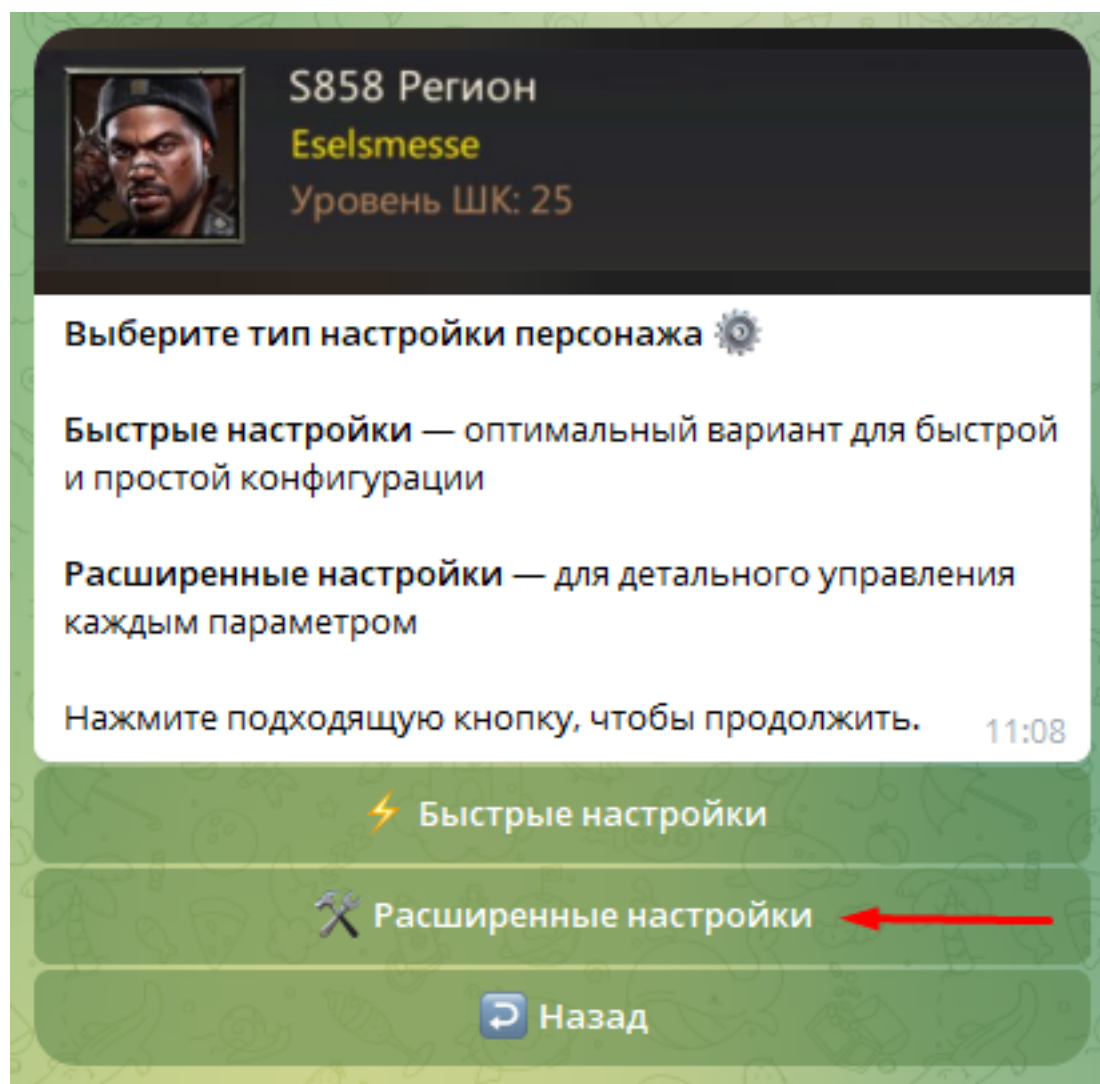 S858 Регион
Eselsmesse
Уровень ШК: 25
Выберите тип настройки персонажа
Быстрые настройки — оптимальный вариант для быстрой
и простой конфигурации
Расширенные настройки — для детального управления
каждым параметром
Нажмите подходящую кнопку, чтобы продолжить.
11:08
Быстрые настройки
Расширенные настройки
Назад